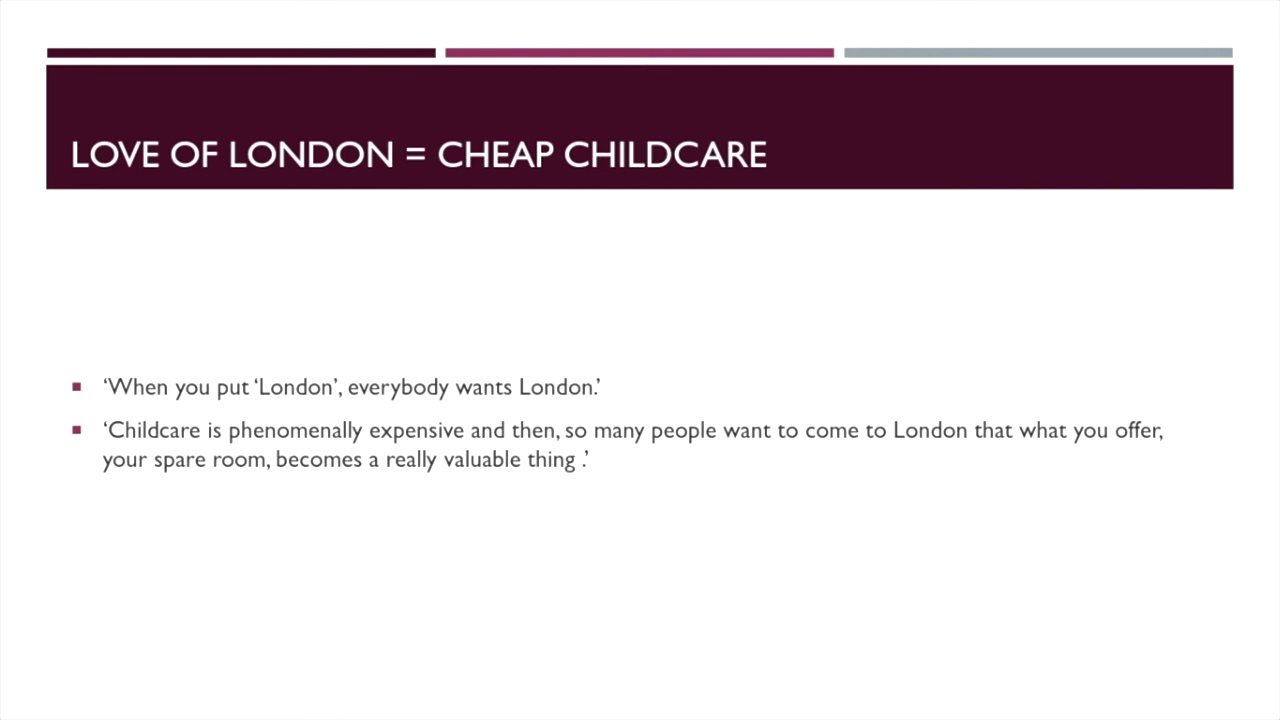 LOVE OF LONDON = CHEAP CHILDCARE
▪ ‘When you put ‘London’, everybody wants London.’
▪ ‘Childcare is phenomenally expensive and then, so many people want to come to London that what you offer,
your spare room, becomes a really valuable thing .’